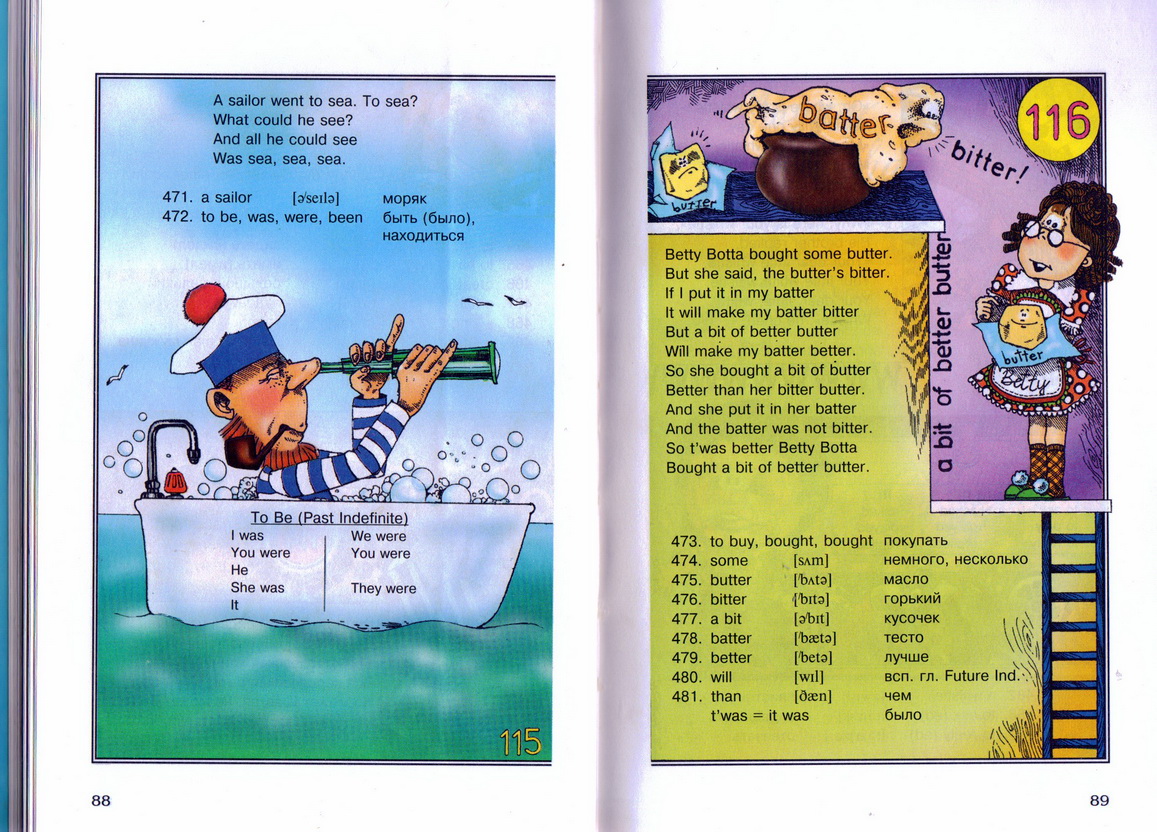 A sailor went to sea. To sea?
What could he see?
And all he could see
Was sea, sea, sea.
471. a sailor [ə'seılə] моряк
472. to be, was, were, been быть (было),
находиться
To Be (Past Indefinite)
I was We were
You were You were
He
She was They were
It
115
88
batter
116
bitter!
butter
Betty Botta bought some butter.
But she said, the butter's bitter.
If I put it in my batter
It will make my batter bitter
But a bit of better butter
Will make my batter better.
So she bought a bit of butter
Better than her bitter butter.
And she put it in her batter
And the batter was not bitter.
So t'was better Betty Botta
Bought a bit of better butter.
a bit of better butter
butter
Betty
473. to buy, bought, bought покупать
474. some [sʌm] немного, несколько
475. butter ['bʌtə] масло
476. bitter ['bıtə] горький
477. a bit [ə'bıt] кусочек
478. batter ['bætə] тесто
479. better ['betə] лучше
480. will [wıl] всп. гл. Future Ind.
481. than [ðæn] чем
t'was = it was было
89